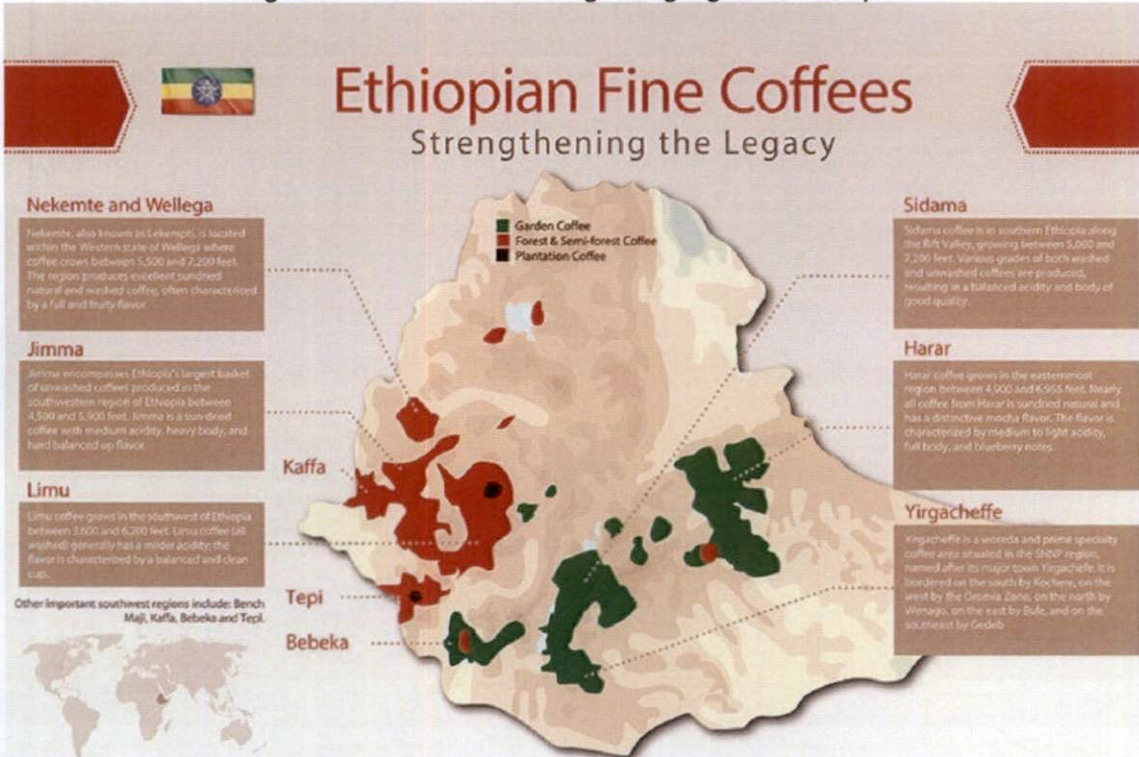 Ethiopian Fine Coffees
Strengthening the Legacy
Nekemte and Wellega
Nekemte, also known as Lekempti, is located
within the Western state of Wellega where
coffee crows between 5,500 and 7,200 feet.
The region produces excellent sundried
natural and washed coffee, often characterized
by a full and fruity flavor.
Jimma
Jimma encompasses Ethiopia's largest basket
of unwashed coffees produced in the
southwestern region of Ethiopia between
4,500 and 5,900 feet. Jimma is a sun dried
coffee with medium acidity, heavy body, and
hard balanced up flavor.
Limu
Limu coffee grows in the southwest of Ethiopia
between 3,600 and 6,200 feet. Limu coffee (all
washed) generally has a milder acidity; the
flavor is characterized by a balanced and clean
cup.
Other important southwest regions include: Bench
Maji, Kaffa, Bebeka and Tepi.
Garden Coffee
Forest & Semi-forest Coffee
Plantation Coffee
Kaffa
Tepi
Bebeka
Sidama
Sidama coffee is in southern Ethiopia along
the Rift Valley, growing between 5,000 and
7,200 feet. Various grades of both washed
and unwashed coffees are produced,
resulting in a balanced acidity and body of
good quality.
Harar
Harar coffee grows in the easternmost
region between 4,900 and 6,955 feet. Nearly
all coffee from Harar is sundried natural and
has a distinctive mocha flavor. The flavor is
characterized by medium to light acidity,
full body, and blueberry notes.
Yirgacheffe
Yirgacheffe is a woreda and prime specialty
coffee area situated in the SNNP region,
named after its major town Yirgacheffe. It is
bordered on the south by Kochere, on the
west by the Oromia Zone, on the north by
Wenago, on the east by Bule, and on the
southeast by Gedeb